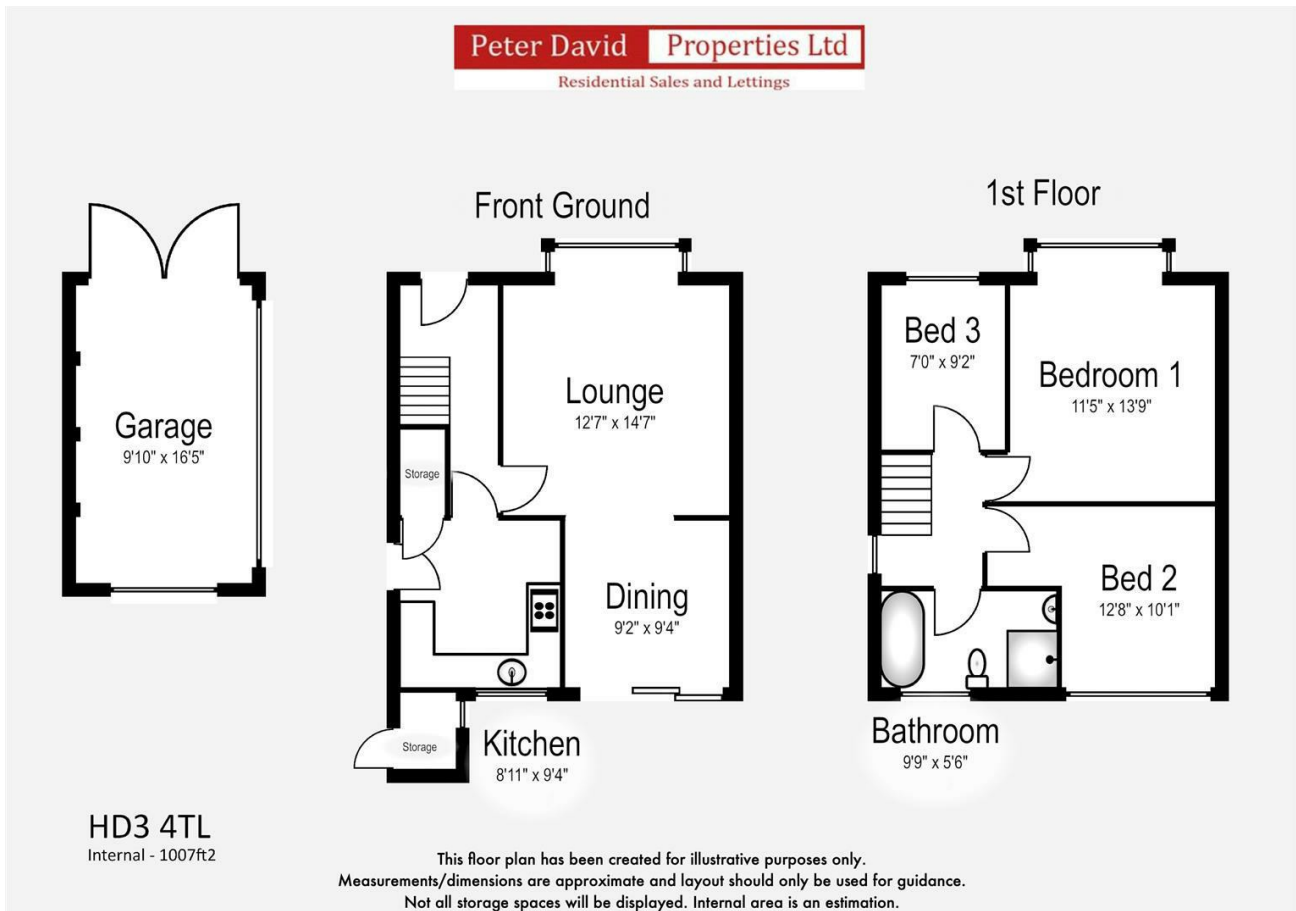 Peter David Properties Ltd
Residential Sales and Lettings
Front Ground
1st Floor
Garage
9'10" x 16'5"
Lounge
12'7" x 14'7"
Storage
Dining
9'2" x 9'4"
Storage
Kitchen
8'11" x 9'4"
Bed 3
7'0" x 9'2"
Bedroom 1
11'5" x 13'9"
Bed 2
12'8" x 10'1"
Bathroom
9'9" x 5'6"
HD3 4TL
Internal - 1007ft2
This floor plan has been created for illustrative purposes only.
Measurements/dimensions are approximate and layout should only be used for guidance.
Not all storage spaces will be displayed. Internal area is an estimation.